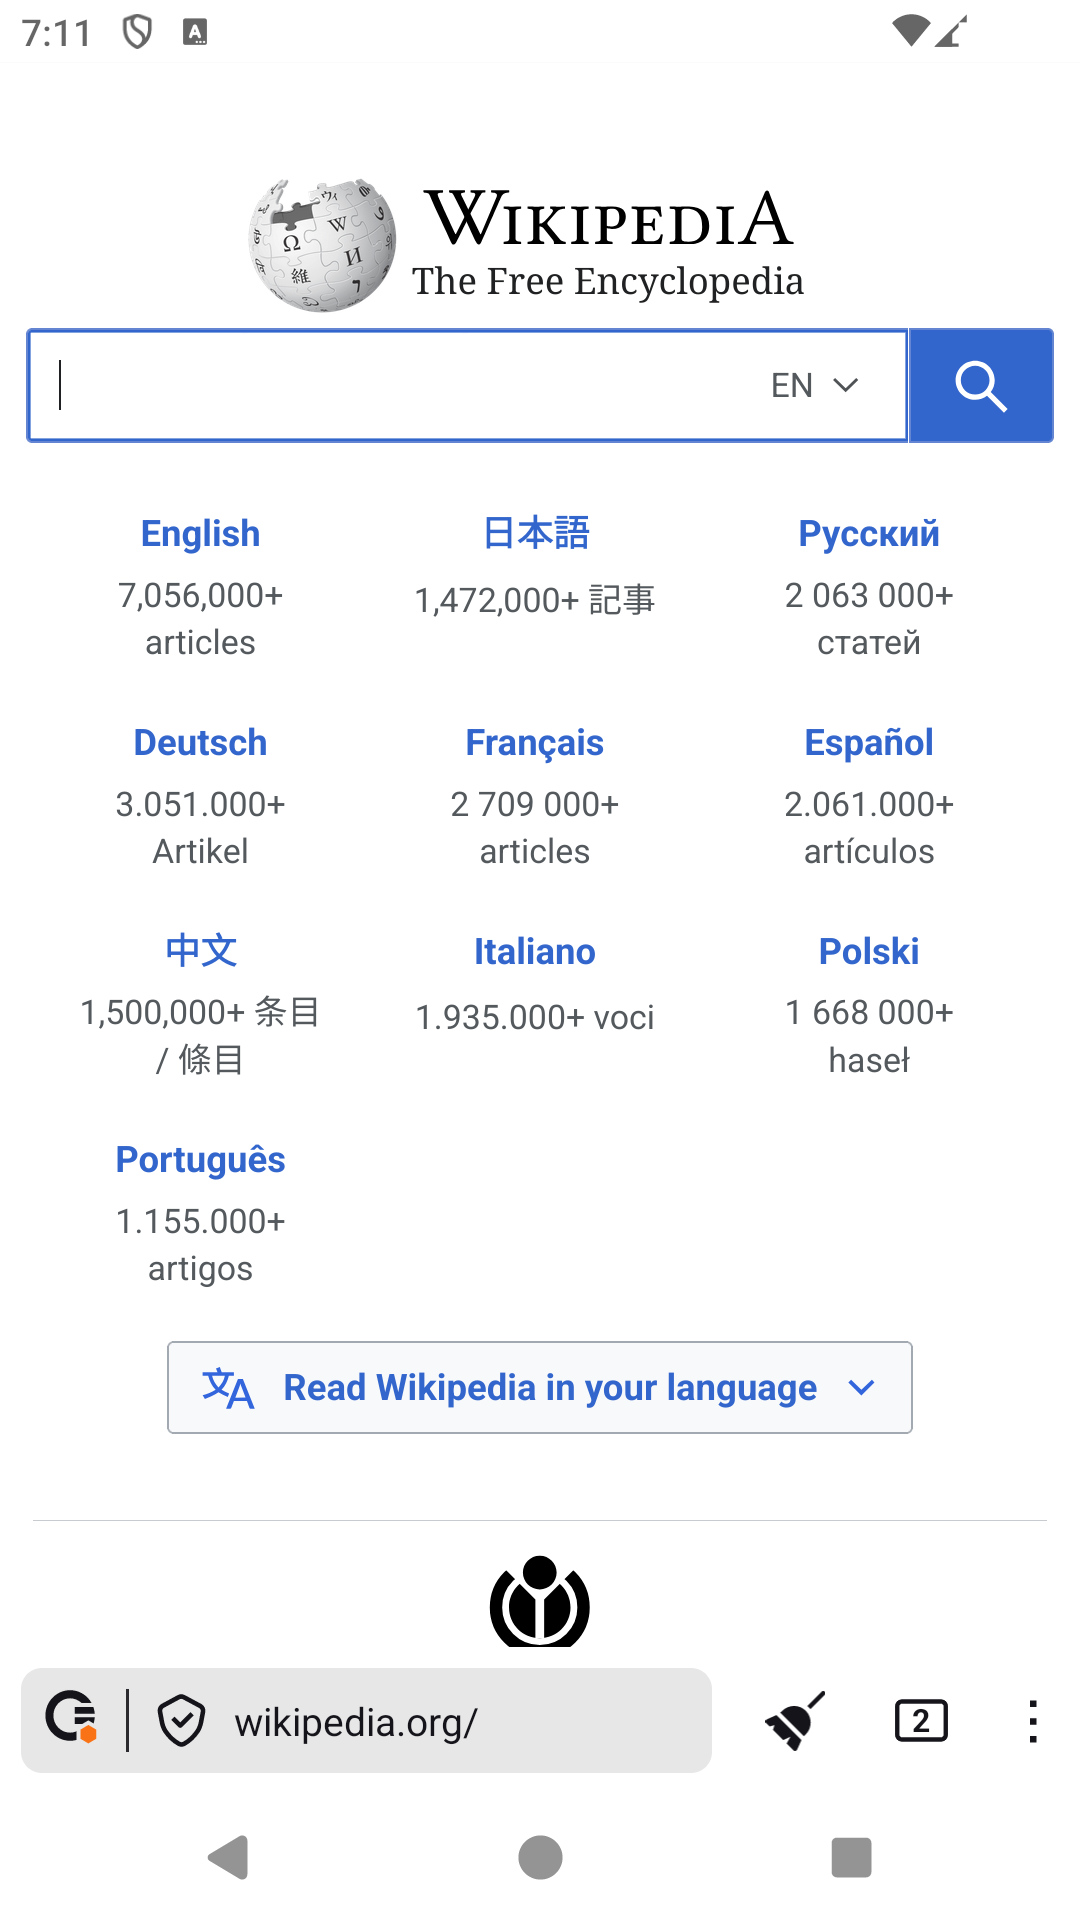 7:11
WIKIPEDIA
The Free Encyclopedia
EN
English
7,056,000+
articles
日本語
1,472,000+ 記事
Русский
2 063 000+
статей
Deutsch
3.051.000+
Artikel
Français
2 709 000+
articles
Español
2.061.000+
artículos
中文
1,500,000+ 条目
/ 條目
Italiano
1.935.000+ voci
Polski
1 668 000+
haseł
Português
1.155.000+
artigos
Read Wikipedia in your language
wikipedia.org/
2